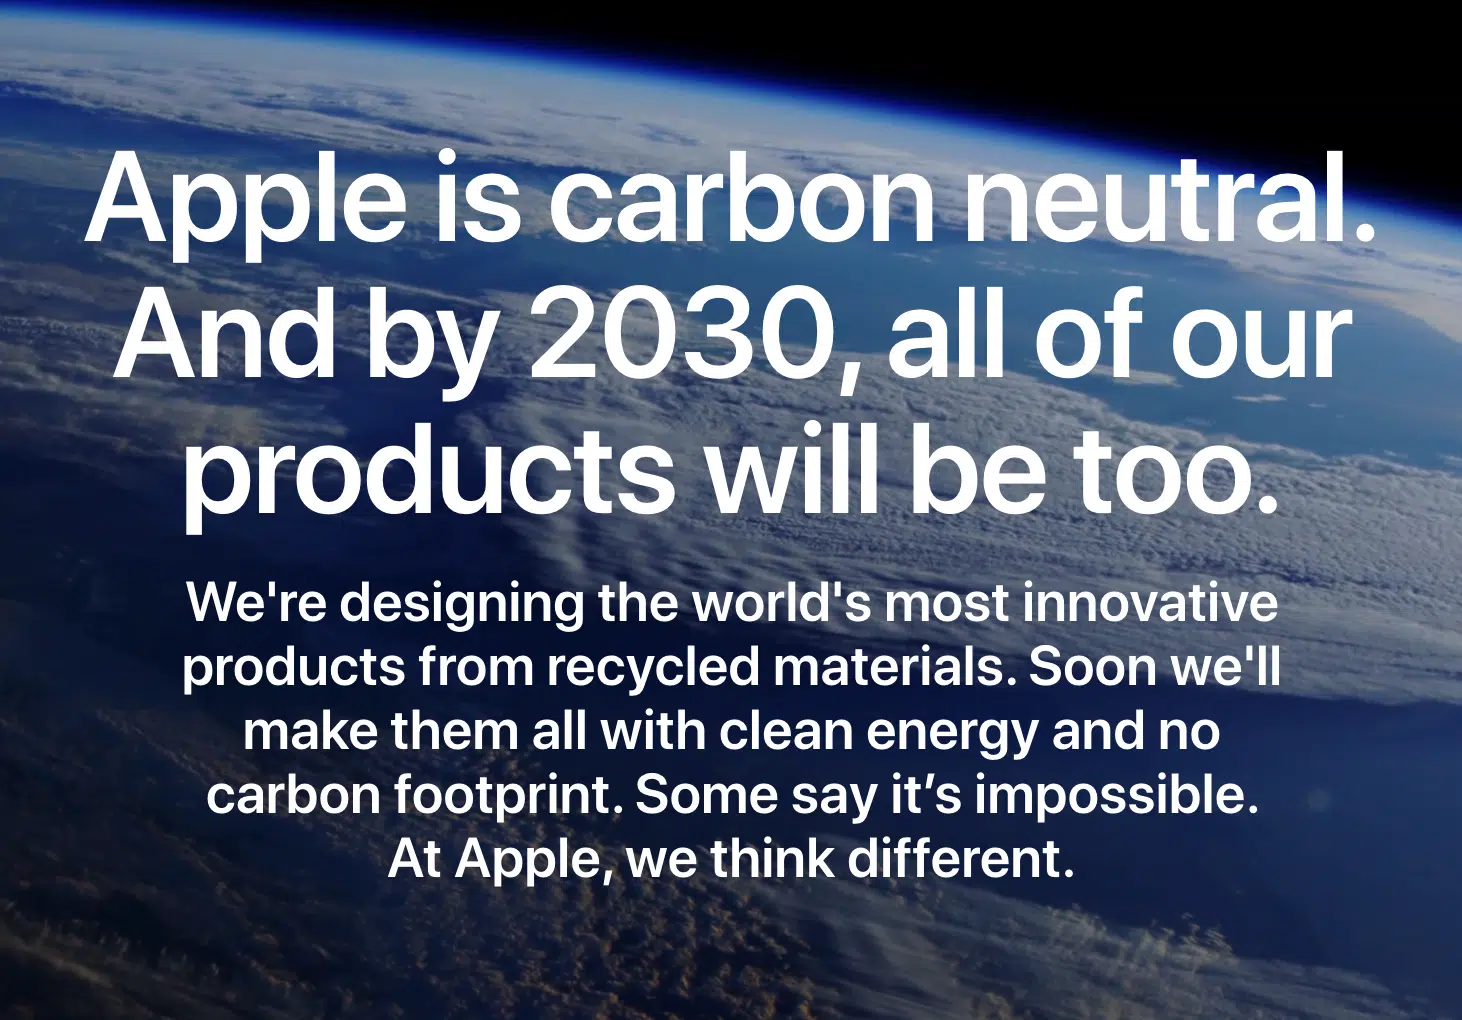 Apple is carbon neutral.
And by 2030, all of our
products will be too.
We're designing the world's most innovative
products from recycled materials. Soon we'll
make them all with clean energy and no
carbon footprint. Some say it’s impossible.
At Apple, we think different.